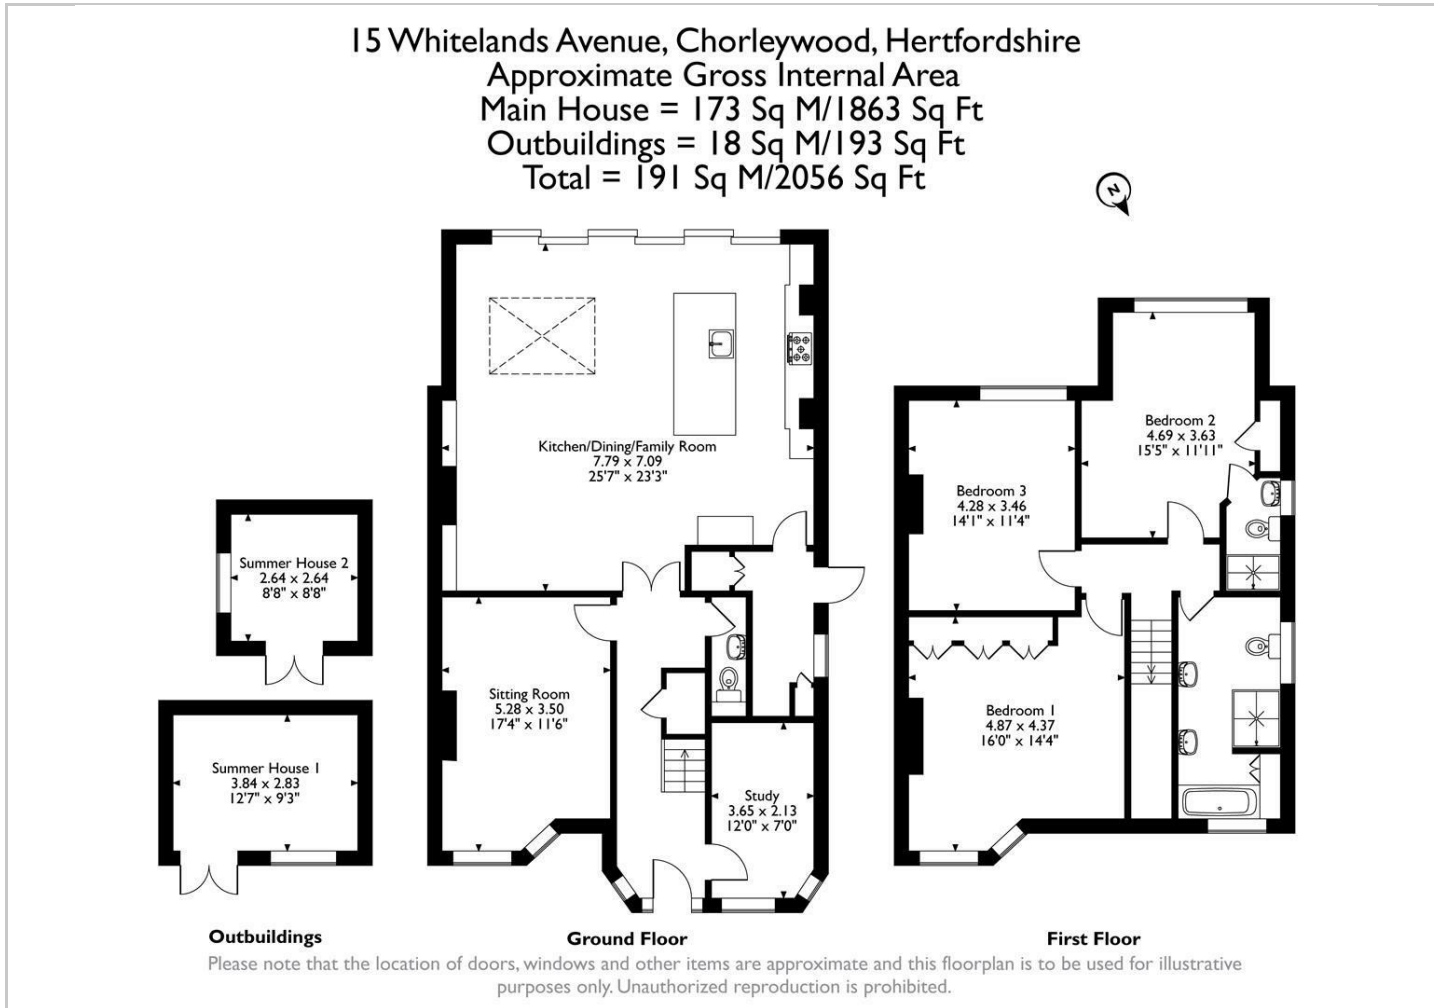 15 Whitelands Avenue, Chorleywood, Hertfordshire
Approximate Gross Internal Area
Main House = 173 Sq M/1863 Sq Ft
Outbuildings = 18 Sq M/193 Sq Ft
Total = 191 Sq M/2056 Sq Ft
N
Kitchen/Dining/Family Room
7.79 x 7.09
25'7" x 23'3"
Bedroom 2
4.69 x 3.63
15'5" x 11'11"
Bedroom 3
4.28 x 3.46
14'1" x 11'4"
Summer House 2
2.64 x 2.64
8'8" x 8'8"
Sitting Room
5.28 x 3.50
17'4" x 11'6"
Bedroom 1
4.87 x 4.37
16'0" x 14'4"
Summer House 1
3.84 x 2.83
12'7" x 9'3"
Study
3.65 x 2.13
12'0" x 7'0"
Outbuildings
Ground Floor
First Floor
Please note that the location of doors, windows and other items are approximate and this floorplan is to be used for illustrative
purposes only. Unauthorized reproduction is prohibited.